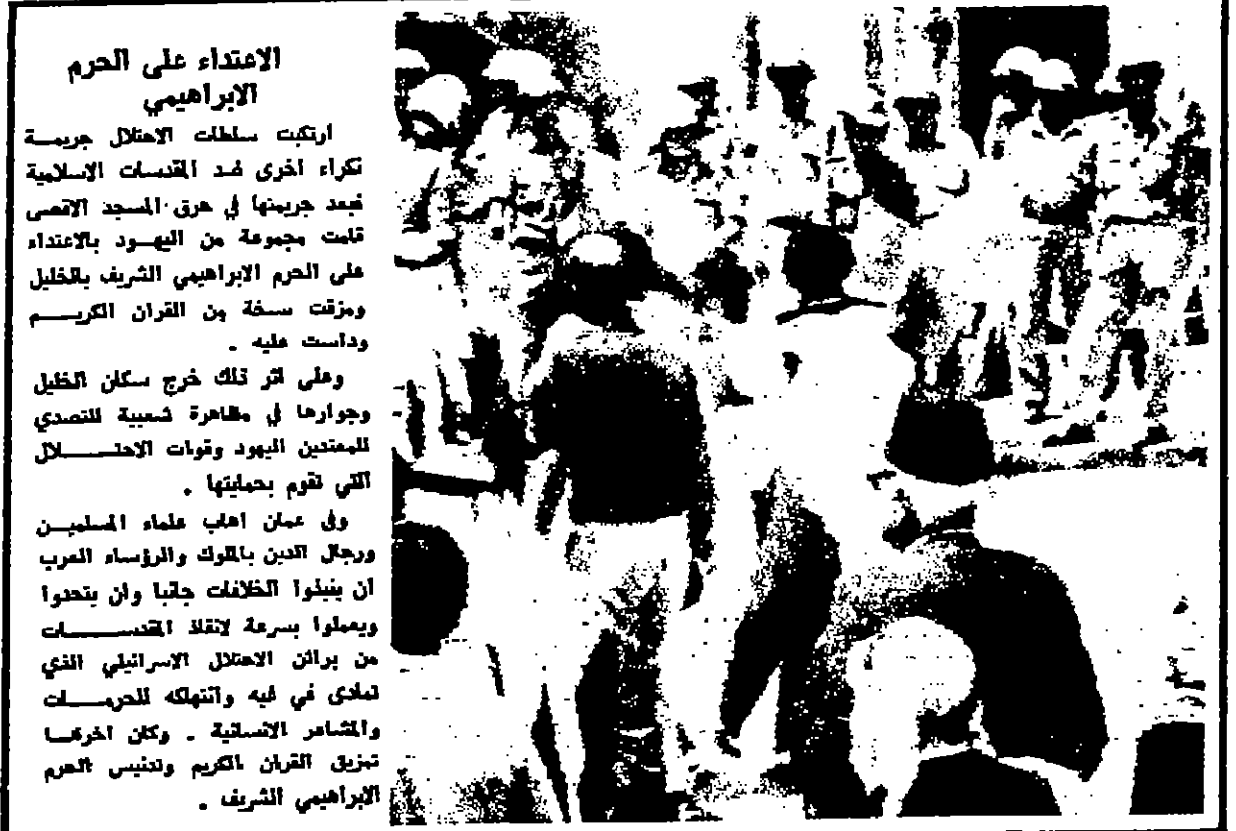 الاعتداء على الحرم
الابراهيمي
ارتكبت سلطات الاحتلال جريمة
نكراء اخرى ضد المقدسات الاسلامية
فبعد جريمتها في حرق المسجد الاقصى
قامت مجموعة من اليهود بالاعتداء
على الحرم الابراهيمي الشريف بالخليل
ومزقت نسخة من القران الكريم
وداست عليه .
وعلى اثر ذلك خرج سكان الخليل
وجوارها في مظاهرة شعبية للتصدي
للمعتدين اليهود وقوات الاحتلال
التي تقوم بحمايتها .
وفي عمان اهاب علماء المسلمين
ورجال الدين بالملوك والرؤساء العرب
ان ينبذوا الخلافات جانبا وان يتحدوا
ويعملوا بسرعة لانقاذ المقدسات
من براثن الاحتلال الاسرائيلي الذي
تمادى في غيه وانتهاكه للحرمات
والمشاعر الانسانية . وكان اخرها
تمزيق القران الكريم وتدنيس الحرم
الابراهيمي الشريف .